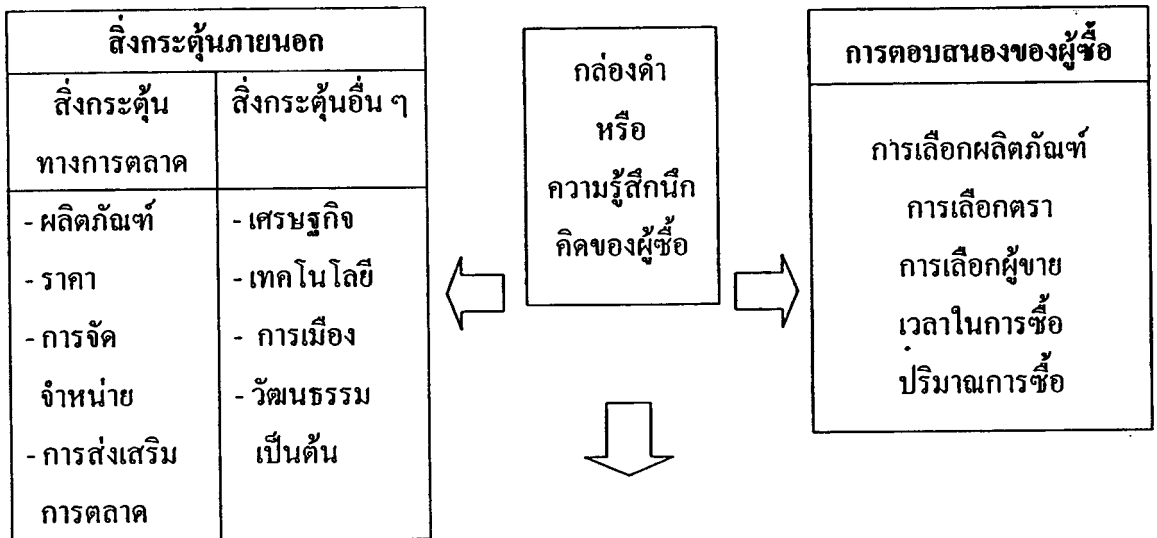 สิ่งกระตุ้นภายนอก
สิ่งกระตุ้น
ทางการตลาด
สิ่งกระตุ้นอื่น ๆ
- ผลิตภัณฑ์
- ราคา
- การจัด
จำหน่าย
- การส่งเสริม
การตลาด
- เศรษฐกิจ
- เทคโนโลยี
- การเมือง
- วัฒนธรรม
เป็นต้น
กล่องดำ
หรือ
ความรู้สึกนึก
คิดของผู้ซื้อ
การตอบสนองของผู้ซื้อ
การเลือกผลิตภัณฑ์
การเลือกตรา
การเลือกผู้ขาย
เวลาในการซื้อ
ปริมาณการซื้อ